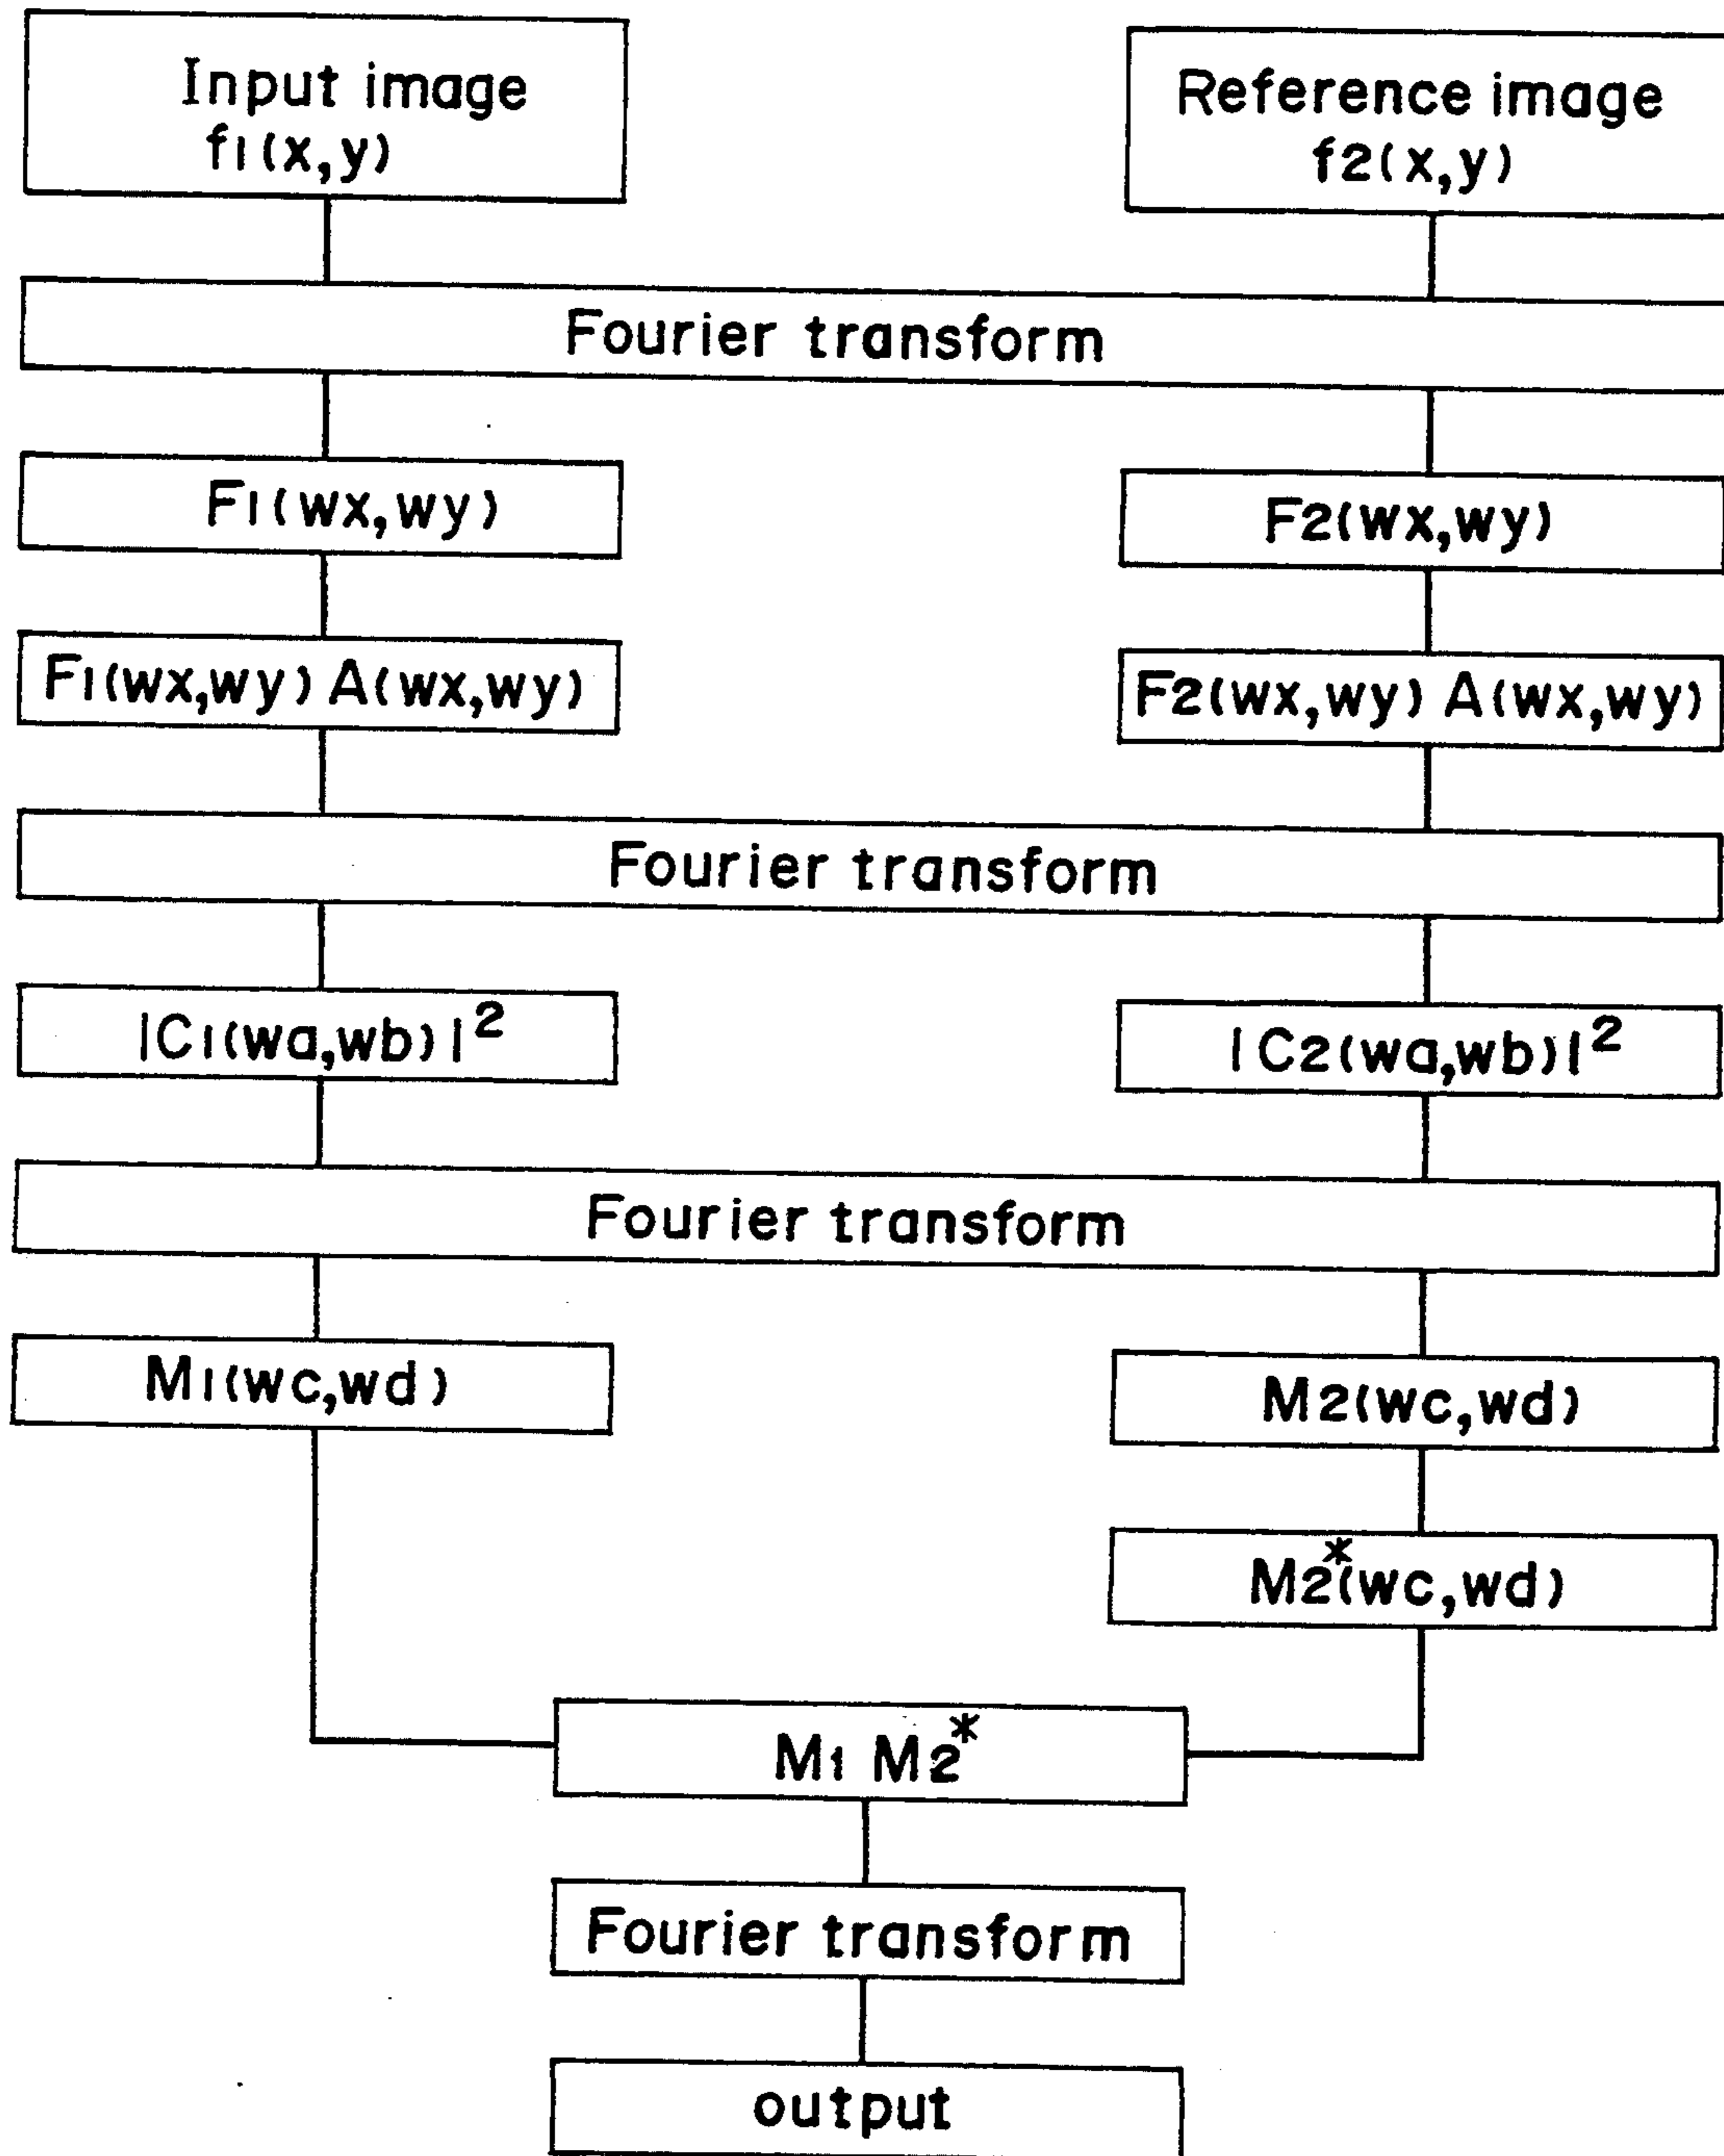 Input image
f1(x,y)
Reference image
f2(x,y)
Fourier transform
F1(wx,wy)
F2(wx,wy)
F1(wx,wy) A(wx,wy)
F2(wx,wy) A(wx,wy)
Fourier transform
|C1(wa,wb)|²
|C2(wa,wb)|²
Fourier transform
M1(wc,wd)
M2(wc,wd)
M2*(wc,wd)
M1 M2*
Fourier transform
output